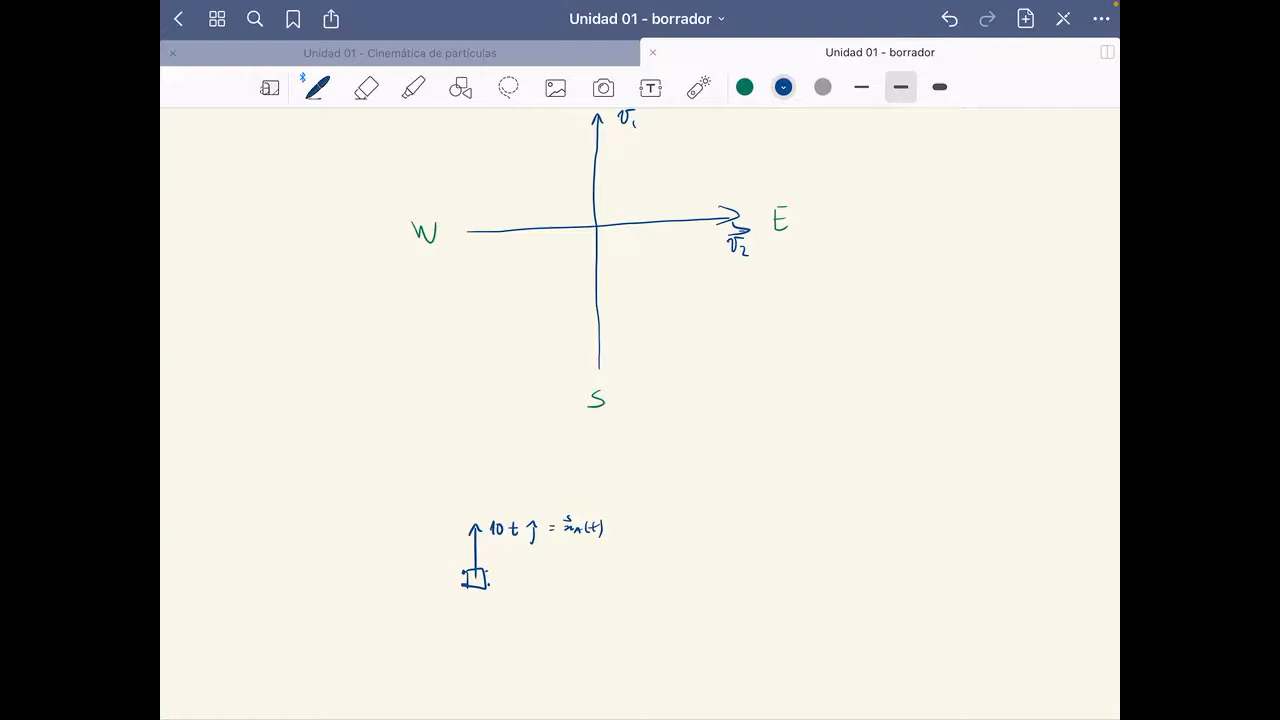 Unidad 01 - borrador
Unidad 01 - Cinemática de partículas
Unidad 01 - borrador
T
v₁
W
E
v₂
S
10 t ĵ = x⃗A(t)